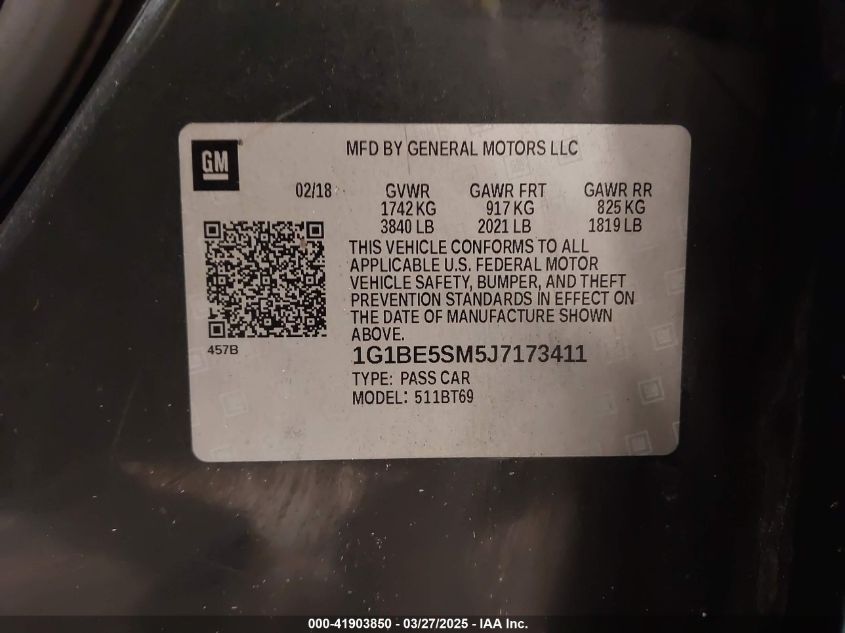 GM
MFD BY GENERAL MOTORS LLC
02/18 GVWR GAWR FRT GAWR RR
1742 KG 917 KG 825 KG
3840 LB 2021 LB 1819 LB
THIS VEHICLE CONFORMS TO ALL
APPLICABLE U.S. FEDERAL MOTOR
VEHICLE SAFETY, BUMPER, AND THEFT
PREVENTION STANDARDS IN EFFECT ON
THE DATE OF MANUFACTURE SHOWN
ABOVE.
457B
1G1BE5SM5J7173411
TYPE: PASS CAR
MODEL: 511BT69
000-41903850 — 03/27/2025 - IAA Inc.